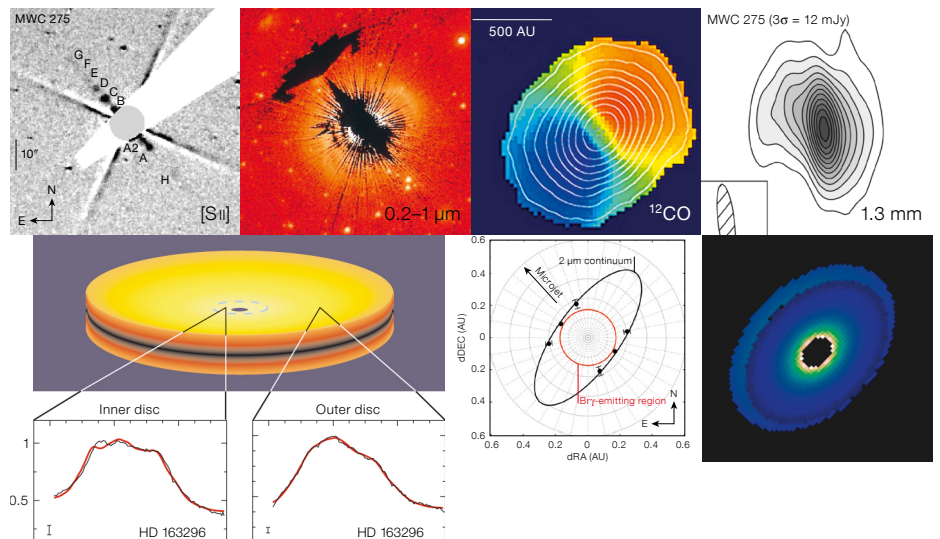 MWC 275
G
F
E
D
C
B
A2
A
H
10"
N
E
[SII]
0.2–1 µm
500 AU
¹²CO
MWC 275 (3σ = 12 mJy)
1.3 mm
Inner disc
1
0.5
HD 163296
Outer disc
HD 163296
0.6
0.4
0.2
0
0.2
0.4
0.6
dDEC (AU)
2 µm continuum
Microjet
Brγ-emitting region
N
E
0.6 0.4 0.2 0 0.2 0.4 0.6
dRA (AU)